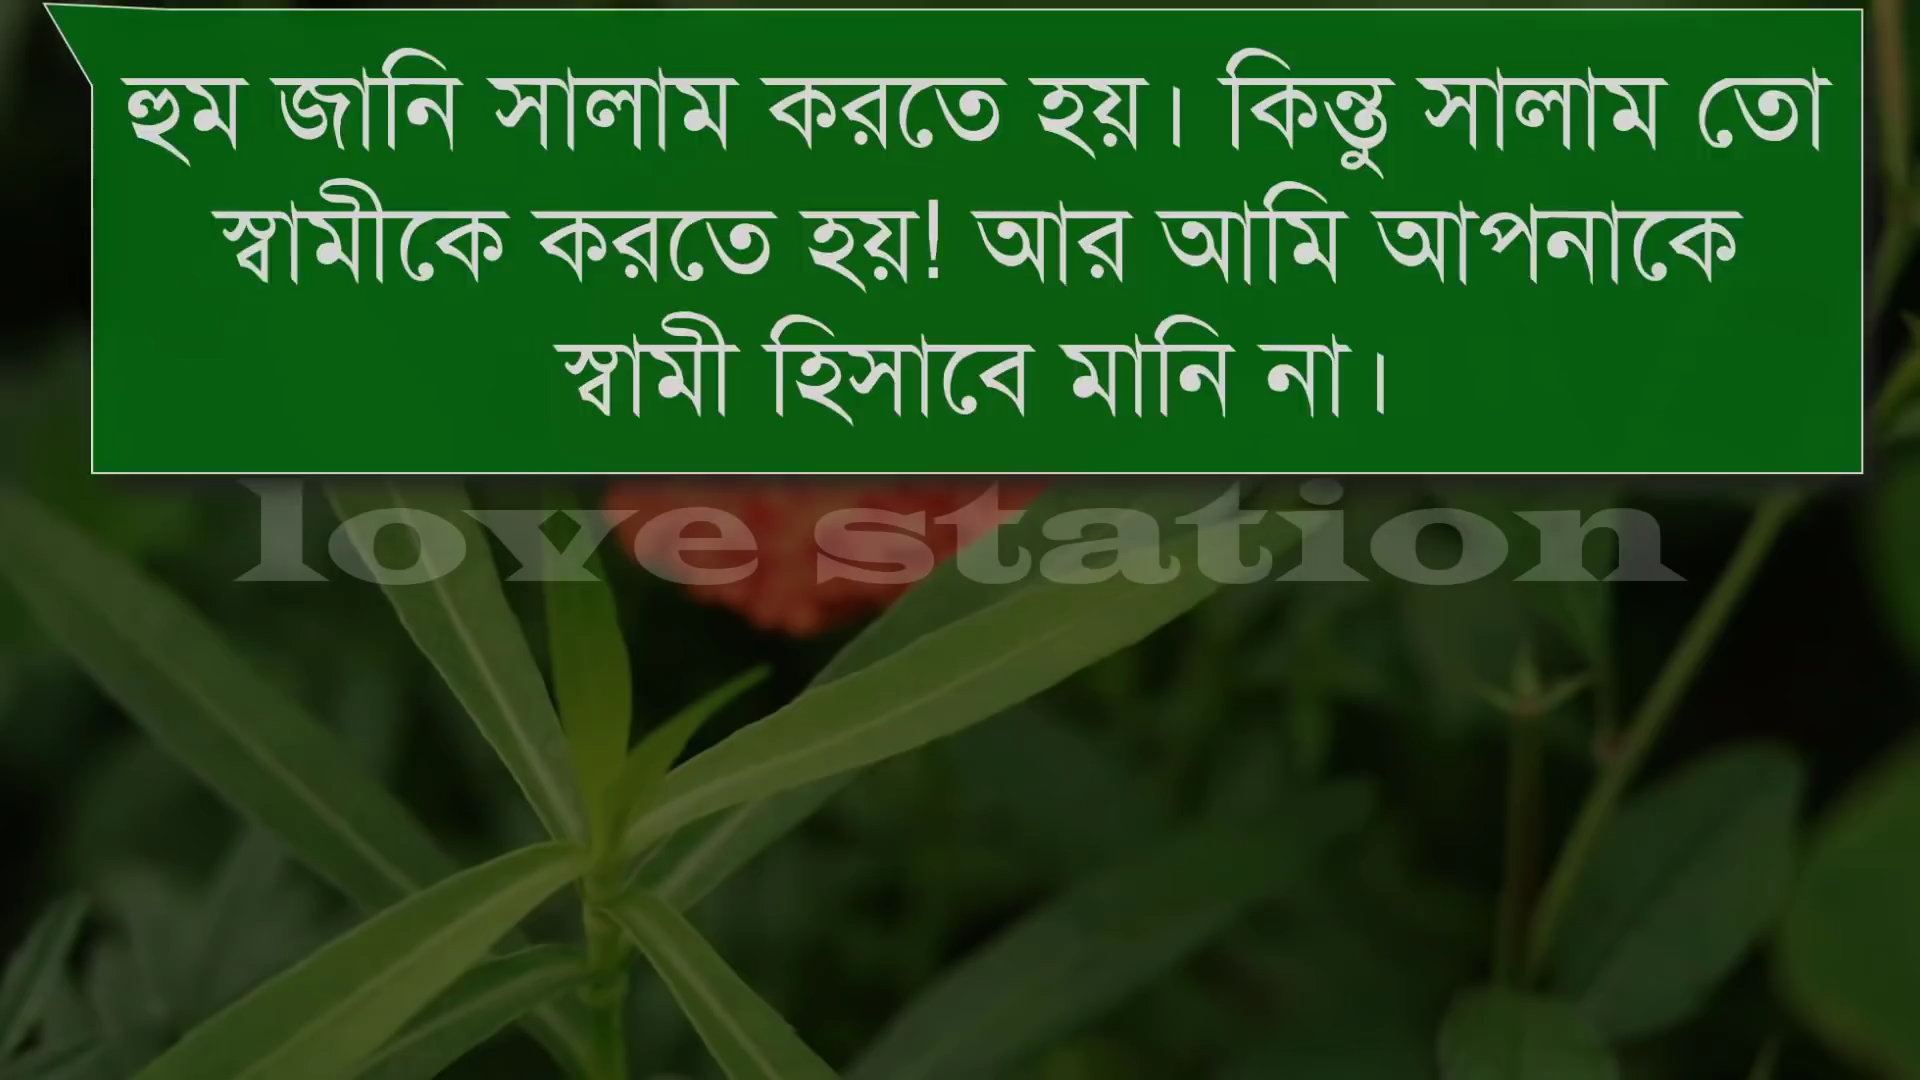 হুম জানি সালাম করতে হয়। কিন্তু সালাম তো
স্বামীকে করতে হয়! আর আমি আপনাকে
স্বামী হিসাবে মানি না।
love station